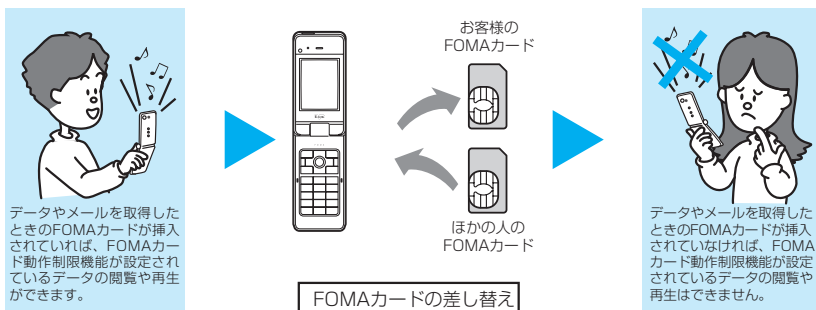 データやメールを取得した
ときのFOMAカードが挿入
されていれば、FOMAカー
ド動作制限機能が設定され
ているデータの閲覧や再生
ができます。
お客様の
FOMAカード
ほかの人の
FOMAカード
FOMAカードの差し替え
データやメールを取得した
ときのFOMAカードが挿入
されていなければ、FOMA
カード動作制限機能が設定
されているデータの閲覧や
再生はできません。